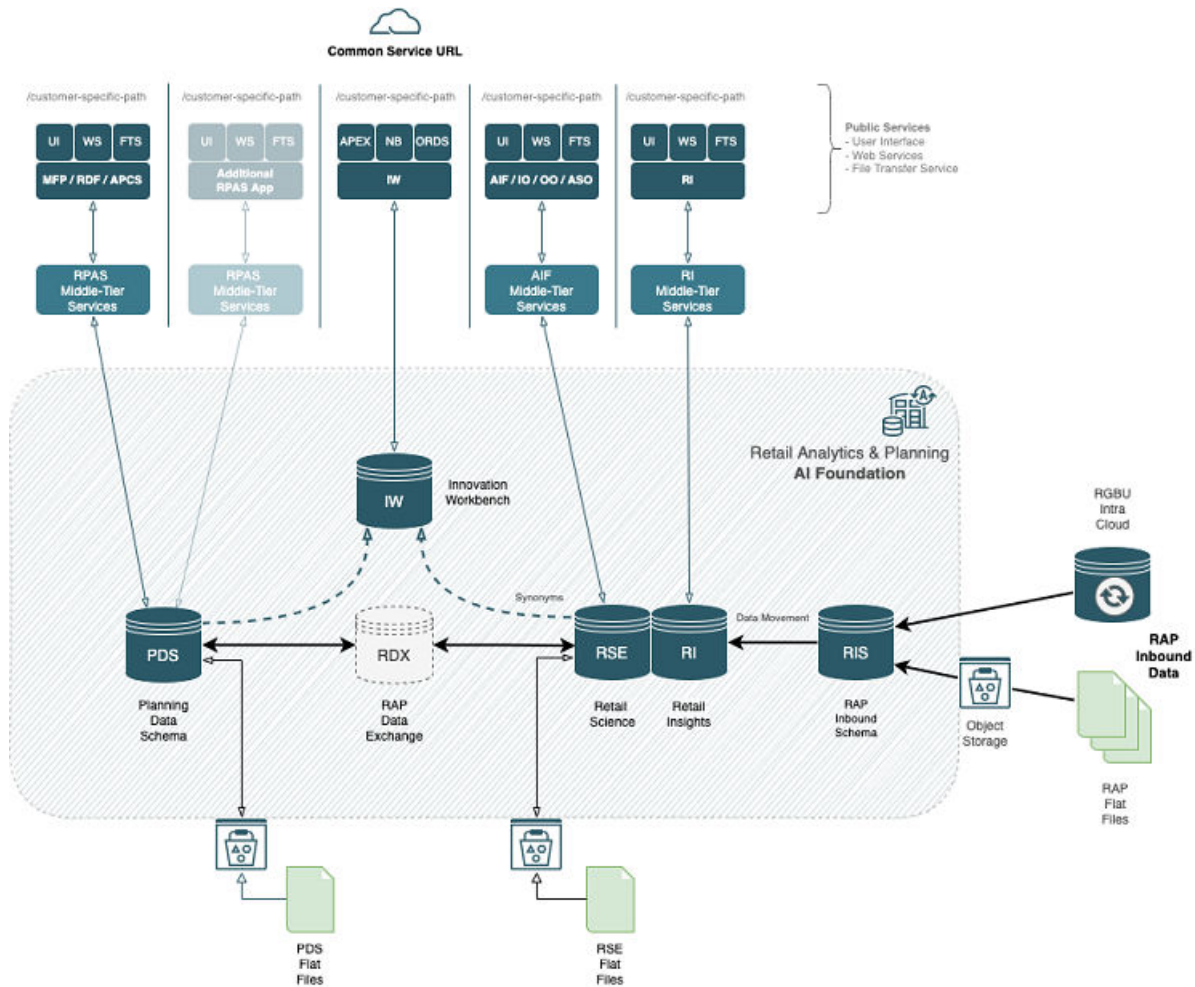 Common Service URL
/customer-specific-path
/customer-specific-path
/customer-specific-path
/customer-specific-path
/customer-specific-path
UI WS FTS
UI WS FTS
APEX NB ORDS
UI WS FTS
UI WS FTS
MFP / RDF / APCS
Additional
RPAS App
IW
AIF / IO / OO / ASO
RI
Public Services
- User Interface
- Web Services
- File Transfer Service
RPAS
Middle-Tier
Services
RPAS
Middle-Tier
Services
AIF
Middle-Tier
Services
RI
Middle-Tier
Services
A
Retail Analytics & Planning
AI Foundation
IW
Innovation
Workbench
RGBU
Intra
Cloud
Synonyms
Data Movement
PDS
RDX
RSE
RI
RIS
RAP
Inbound
Data
Planning
Data
Schema
RAP
Data
Exchange
Retail
Science
Retail
Insights
RAP
Inbound
Schema
Object
Storage
RAP
Flat
Files
PDS
Flat
Files
RSE
Flat
Files